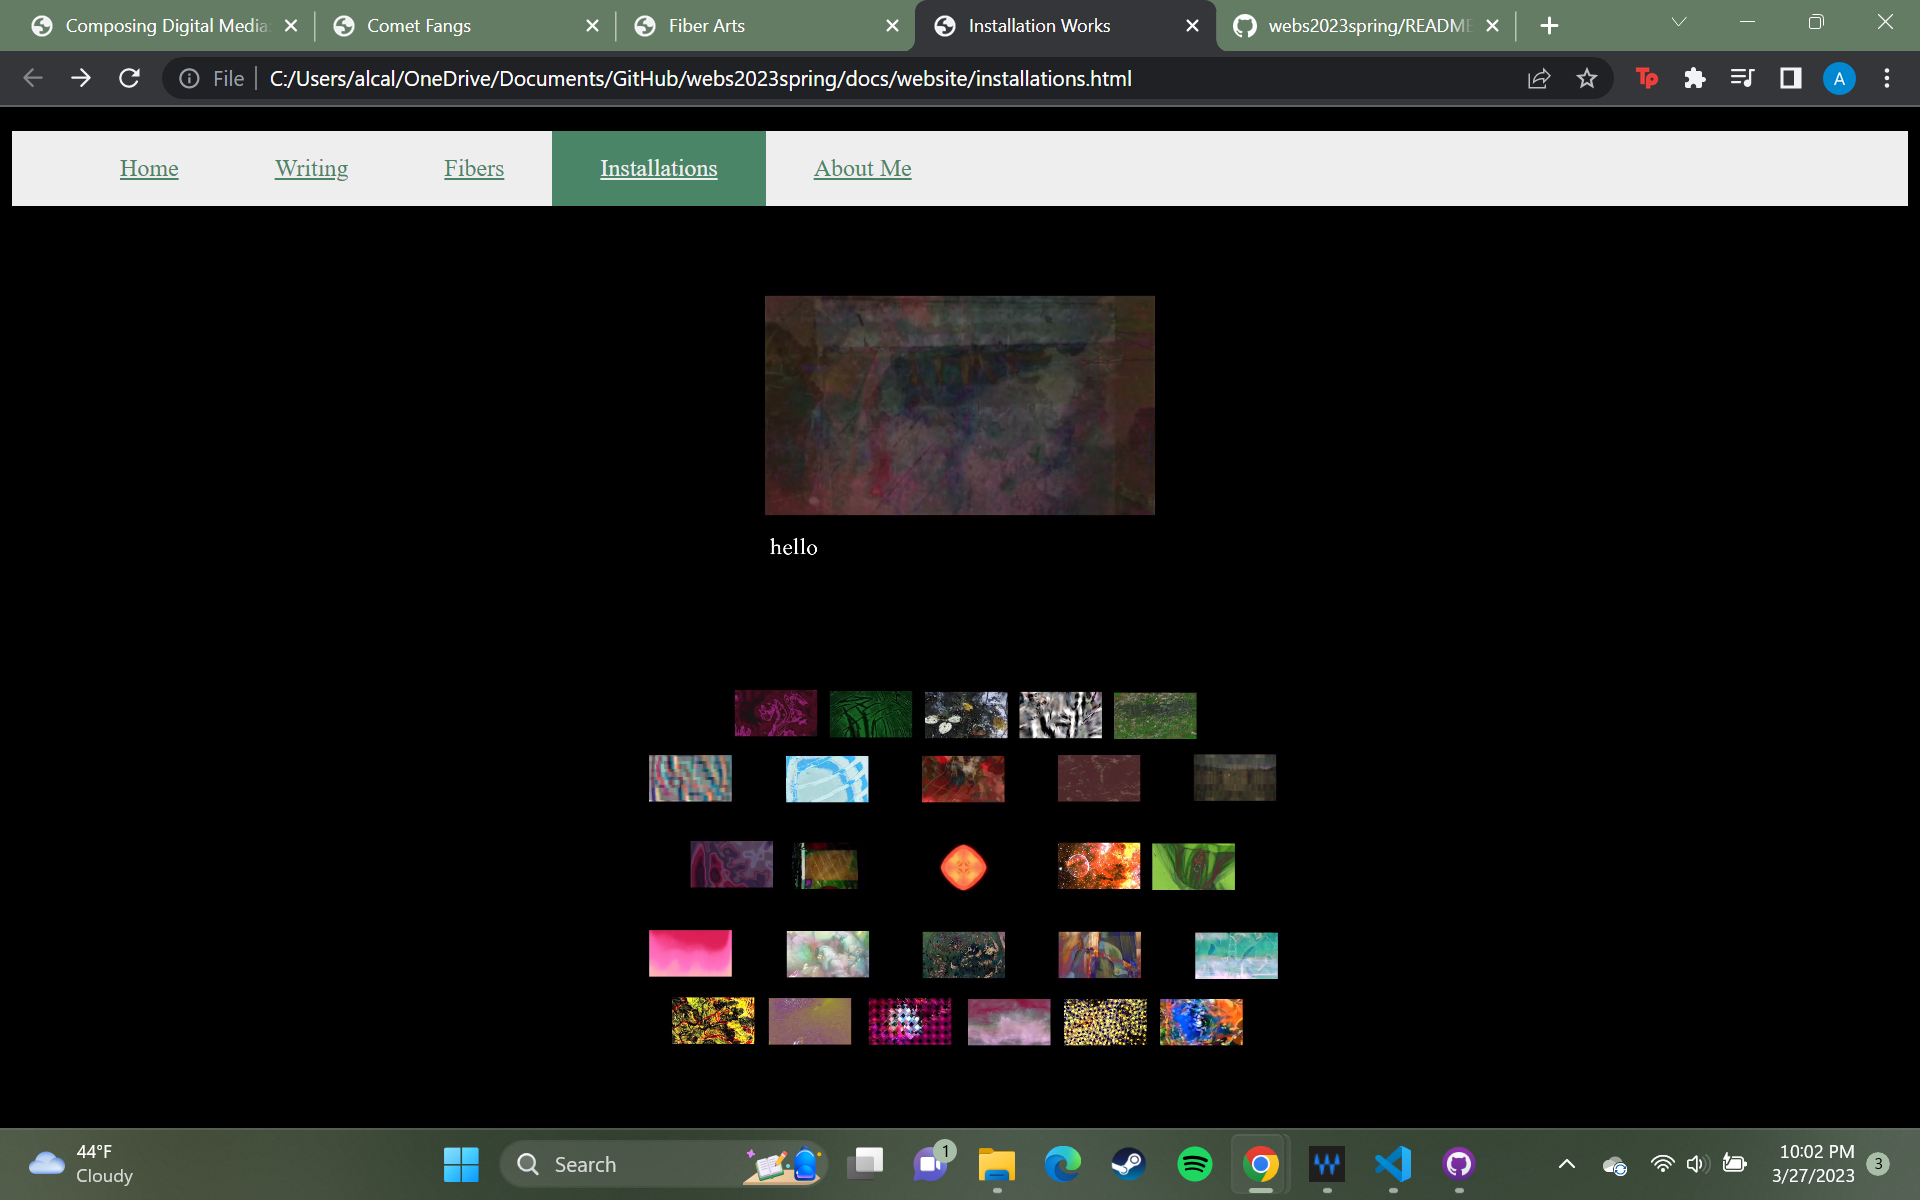 Composing Digital Media
Comet Fangs
Fiber Arts
Installation Works
webs2023spring/README
File
C:/Users/alcal/OneDrive/Documents/GitHub/webs2023spring/docs/website/installations.html
Tp
A
Home
Writing
Fibers
Installations
About Me
hello
44°F
Cloudy
Search
1
10:02 PM
3/27/2023
3